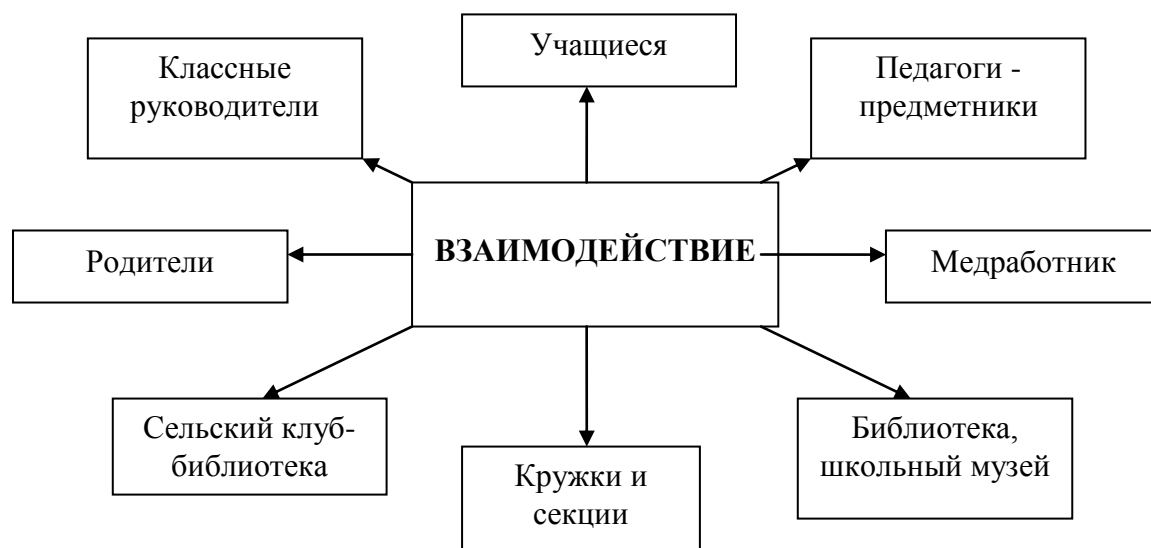 Учащиеся
Классные
руководители
Педагоги -
предметники
ВЗАИМОДЕЙСТВИЕ
Родители
Медработник
Сельский клуб-
библиотека
Кружки и
секции
Библиотека,
школьный музей